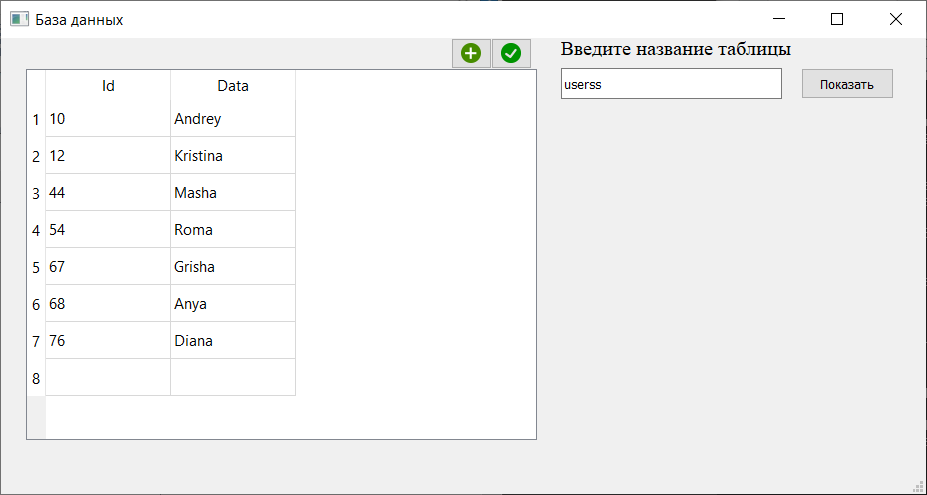 База данных
Введите название таблицы
userss
Показать
Id Data
1 10 Andrey
2 12 Kristina
3 44 Masha
4 54 Roma
5 67 Grisha
6 68 Anya
7 76 Diana
8